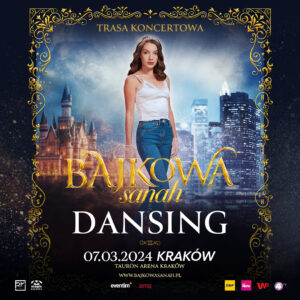 TRASA KONCERTOWA
BAJKOWA
sanah
DANSING
07.03.2024 KRAKÓW
TAURON ARENA KRAKÓW
WWW.BAJKOWASANAH.PL
eventim